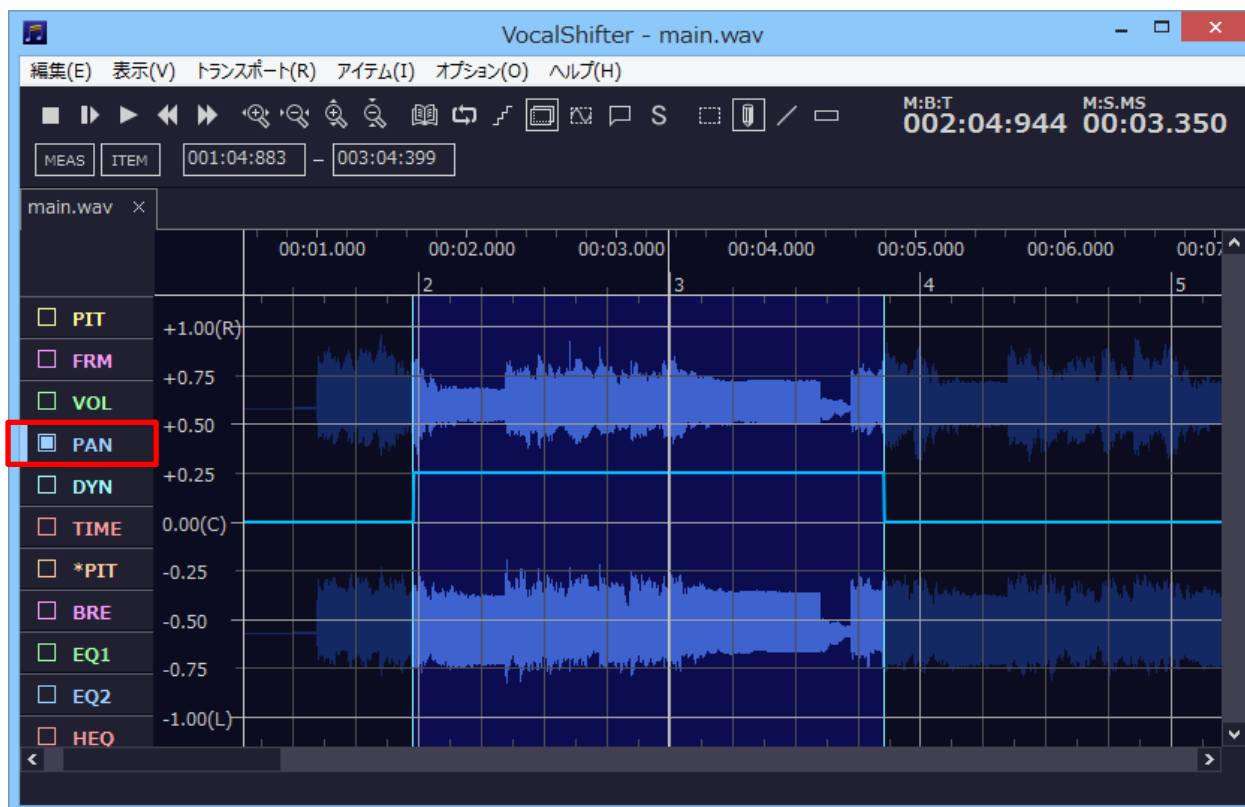 VocalShifter - main.wav
編集(E) 表示(V) トランスポート(R) アイテム(I) オプション(O) ヘルプ(H)
S
M:B:T M:S.MS
002:04:944 00:03.350
MEAS ITEM 001:04:883 – 003:04:399
main.wav ×
00:01.000 00:02.000 00:03.000 00:04.000 00:05.000 00:06.000 00:07
2 3 4 5
PIT
+1.00(R)
FRM
+0.75
VOL
+0.50
PAN
+0.25
DYN
0.00(C)
TIME
-0.25
*PIT
BRE
-0.50
EQ1
-0.75
EQ2
-1.00(L)
HEQ